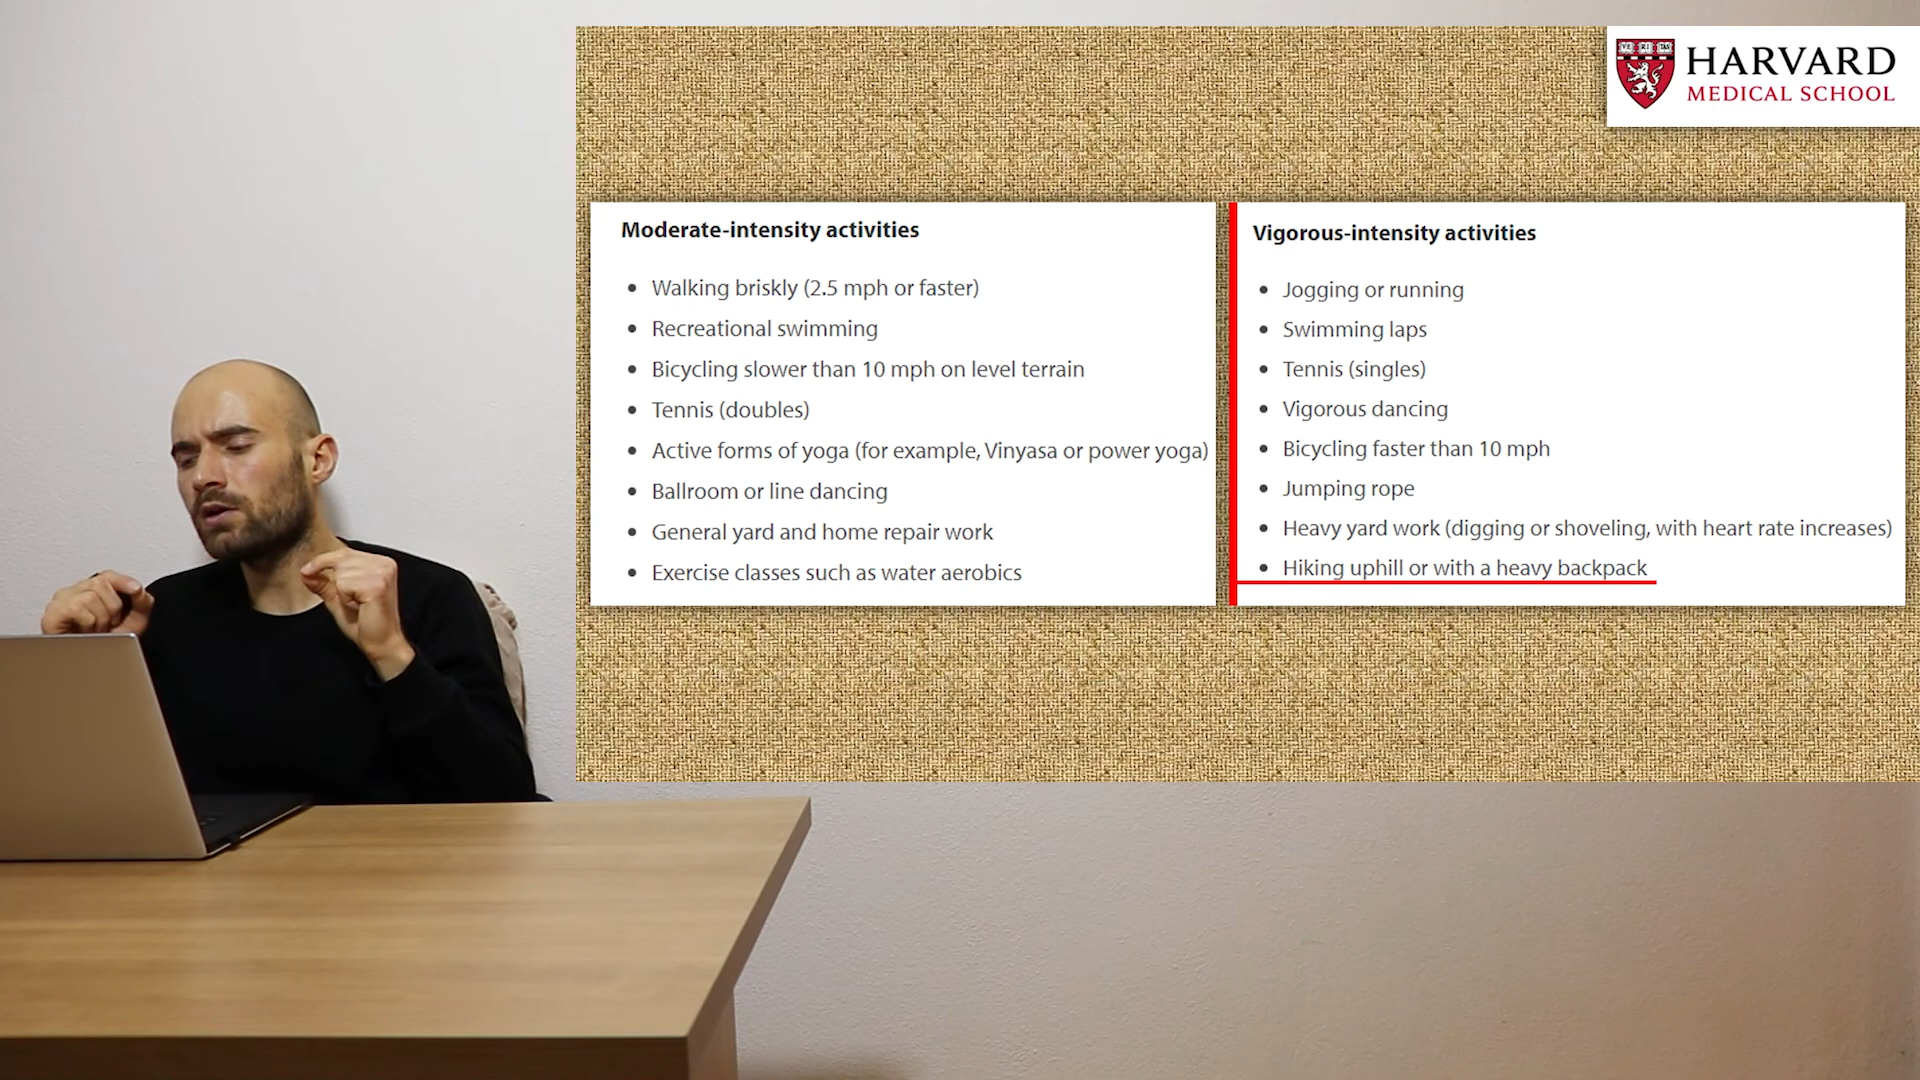 VE RI TAS
HARVARD
MEDICAL SCHOOL
Moderate-intensity activities
Walking briskly (2.5 mph or faster)
Recreational swimming
Bicycling slower than 10 mph on level terrain
Tennis (doubles)
Active forms of yoga (for example, Vinyasa or power yoga)
Ballroom or line dancing
General yard and home repair work
Exercise classes such as water aerobics
Vigorous-intensity activities
Jogging or running
Swimming laps
Tennis (singles)
Vigorous dancing
Bicycling faster than 10 mph
Jumping rope
Heavy yard work (digging or shoveling, with heart rate increases)
Hiking uphill or with a heavy backpack